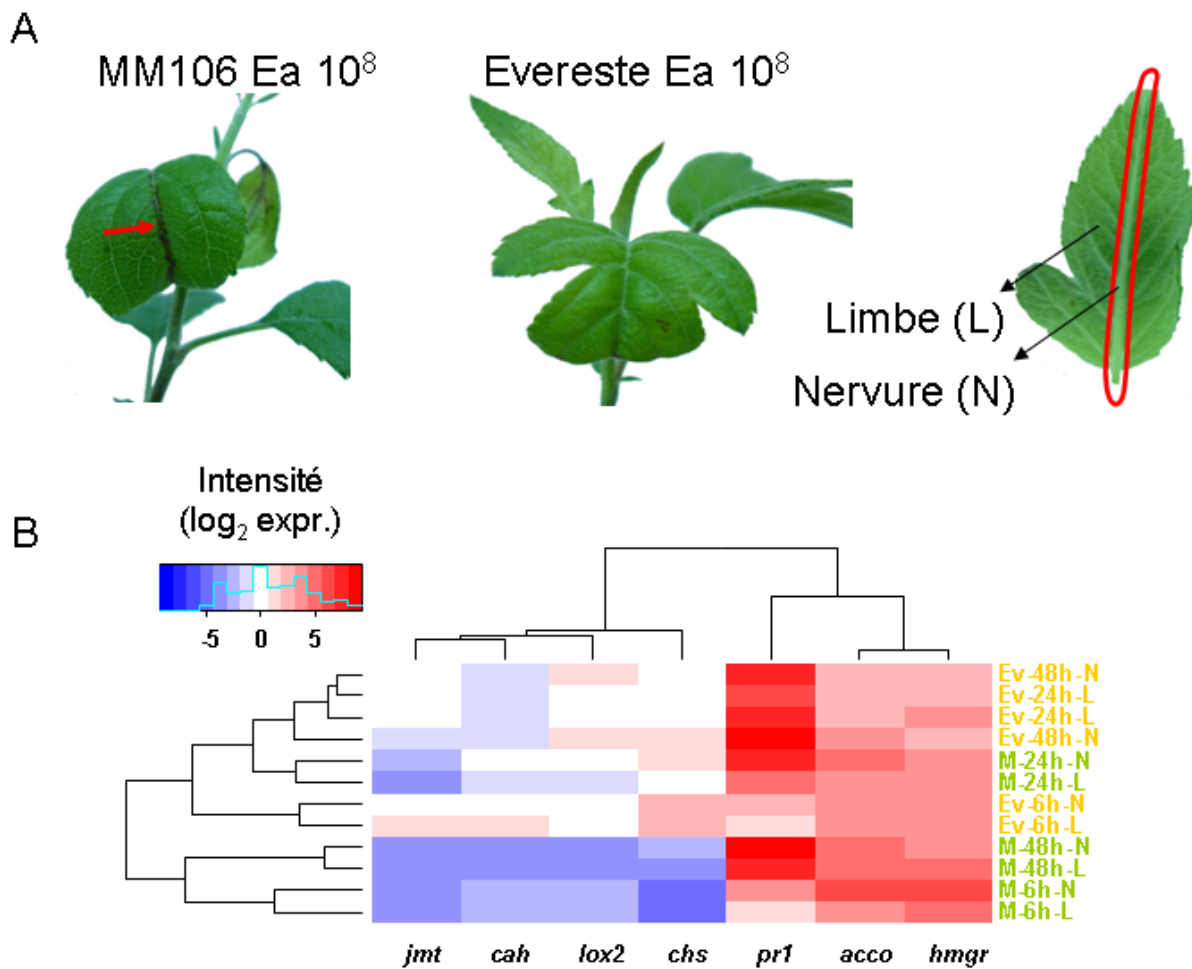 A
MM106 Ea 10⁸
Evereste Ea 10⁸
Limbe (L)
Nervure (N)
B
Intensité
(log₂ expr.)
-5 0 5
Ev-48h-N
Ev-24h-L
Ev-24h-L
Ev-48h-N
M-24h-N
M-24h-L
Ev-6h-N
Ev-6h-L
M-48h-N
M-48h-L
M-6h-N
M-6h-L
jmt cah lox2 chs pr1 acco hmgr